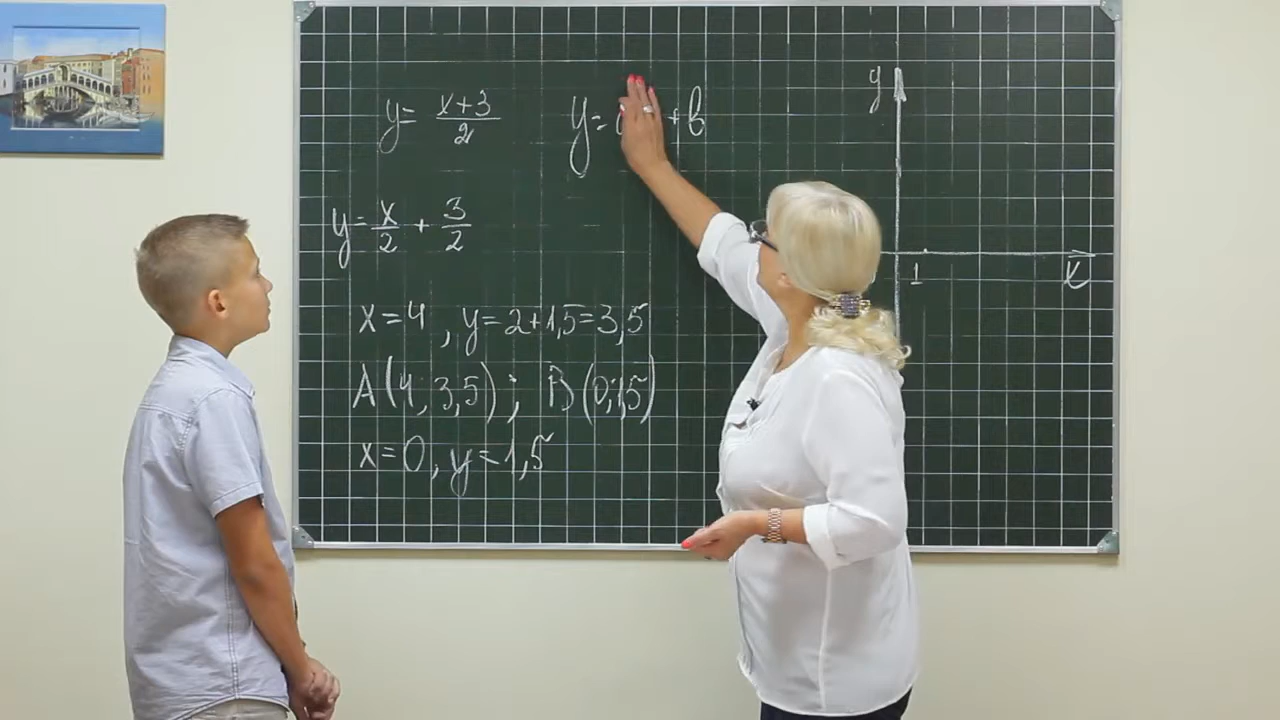 y = (x+3)/2
y = + b
y = x/2 + 3/2
x=4, y=2+1,5=3,5
A(4; 3,5); B(0;1,5)
x=0, y=1,5
y
1
x